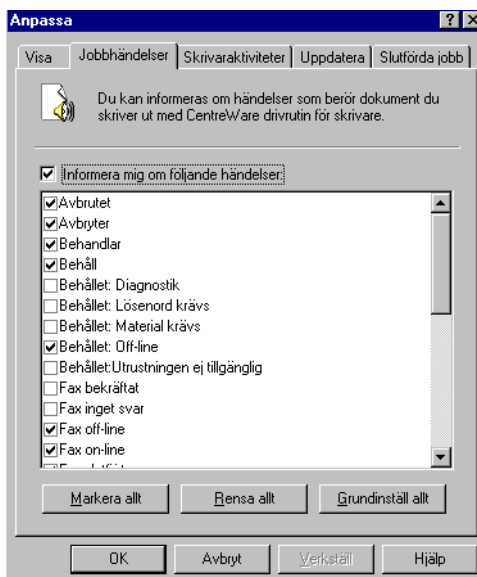 Anpassa
Visa Jobbhändelser Skrivaraktiviteter Uppdatera Slutförda jobb
Du kan informeras om händelser som berör dokument du
skriver ut med CentreWare drivrutin för skrivare.
Informera mig om följande händelser:
Avbrutet
Avbryter
Behandlar
Behåll
Behållet: Diagnostik
Behållet: Lösenord krävs
Behållet: Material krävs
Behållet: Off-line
Behållet:Utrustningen ej tillgänglig
Fax bekräftat
Fax inget svar
Fax off-line
Fax on-line
Markera allt Rensa allt Grundinställ allt
OK Avbryt Verkställ Hjälp